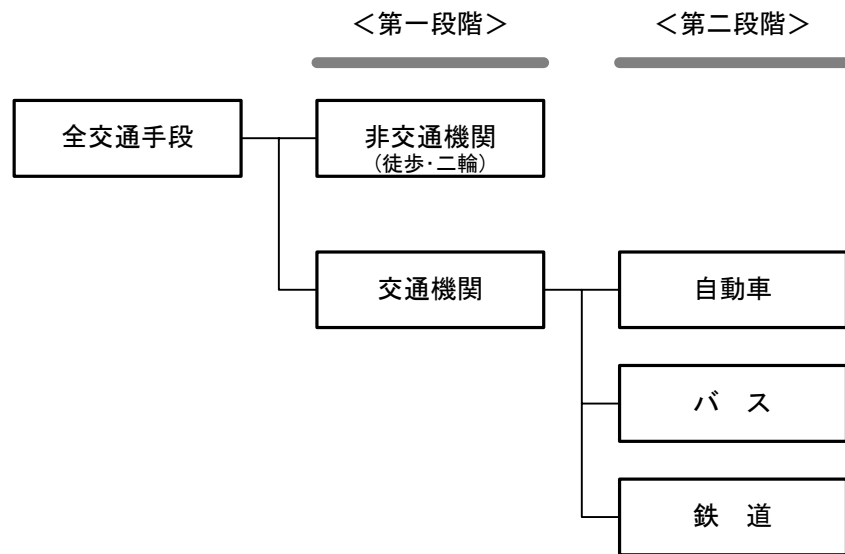 ＜第一段階＞
＜第二段階＞
全交通手段
非交通機関
（徒歩・二輪）
交通機関
自動車
バ　ス
鉄　道